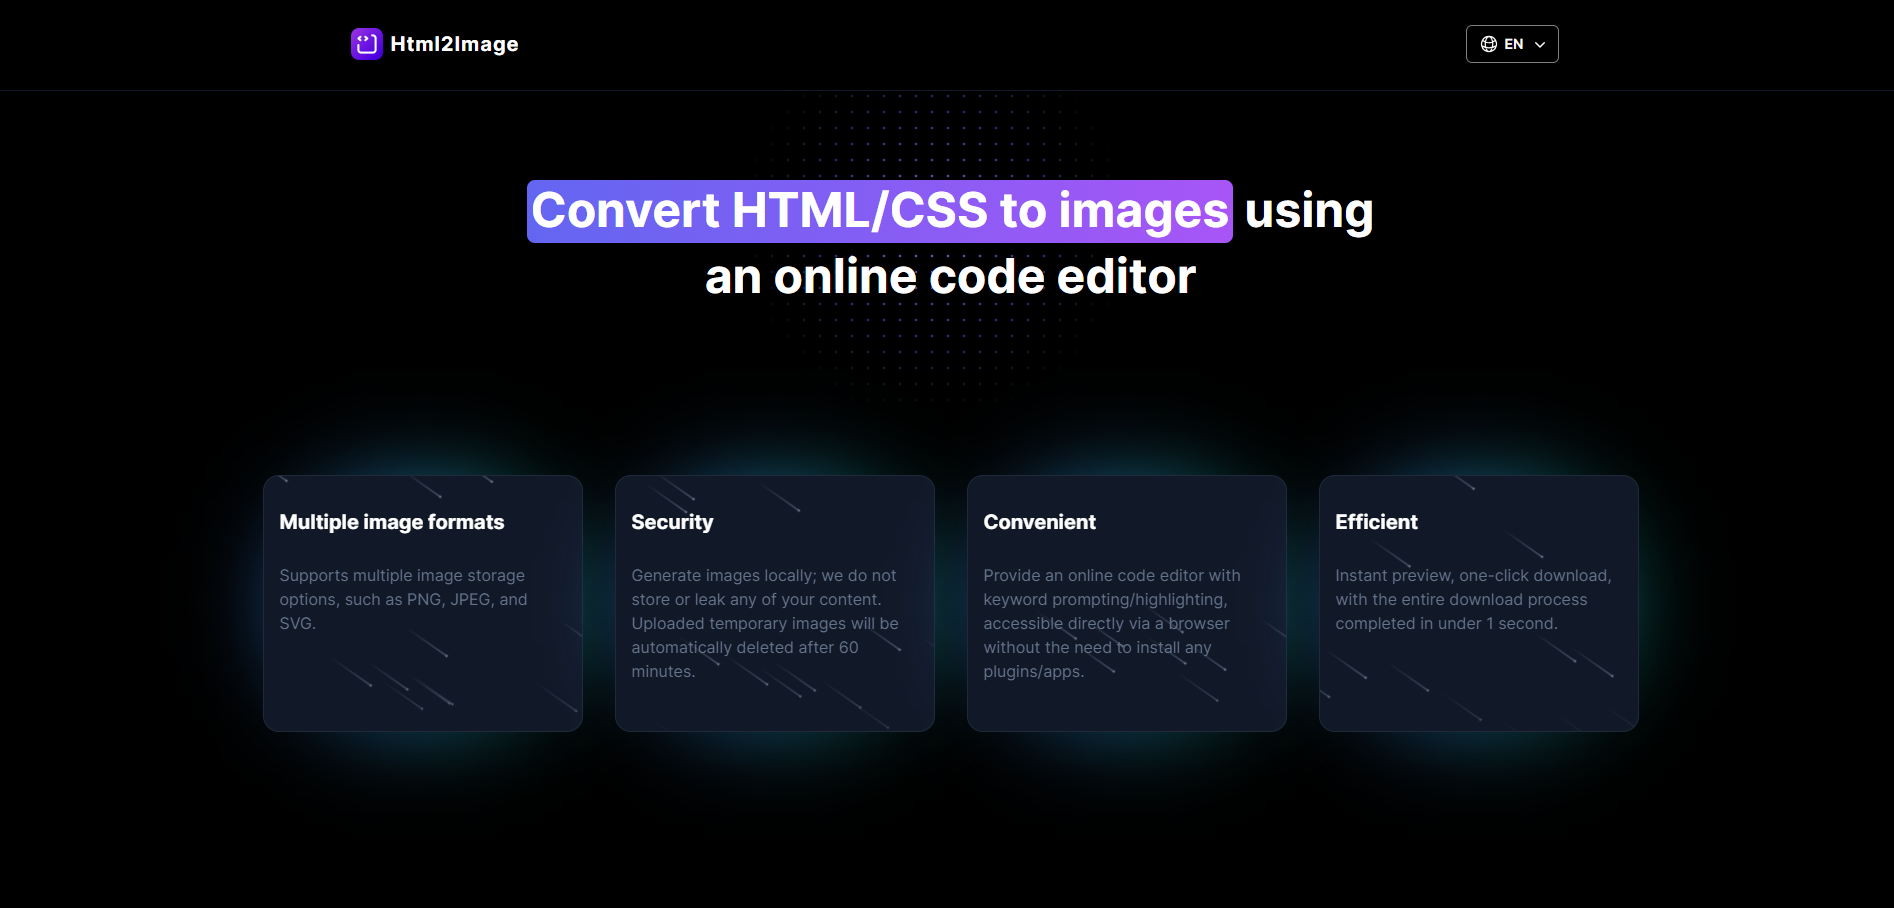 Html2Image
EN
Convert HTML/CSS to images using
an online code editor
Multiple image formats
Supports multiple image storage
options, such as PNG, JPEG, and
SVG.
Security
Generate images locally; we do not
store or leak any of your content.
Uploaded temporary images will be
automatically deleted after 60
minutes.
Convenient
Provide an online code editor with
keyword prompting/highlighting,
accessible directly via a browser
without the need to install any
plugins/apps.
Efficient
Instant preview, one-click download,
with the entire download process
completed in under 1 second.